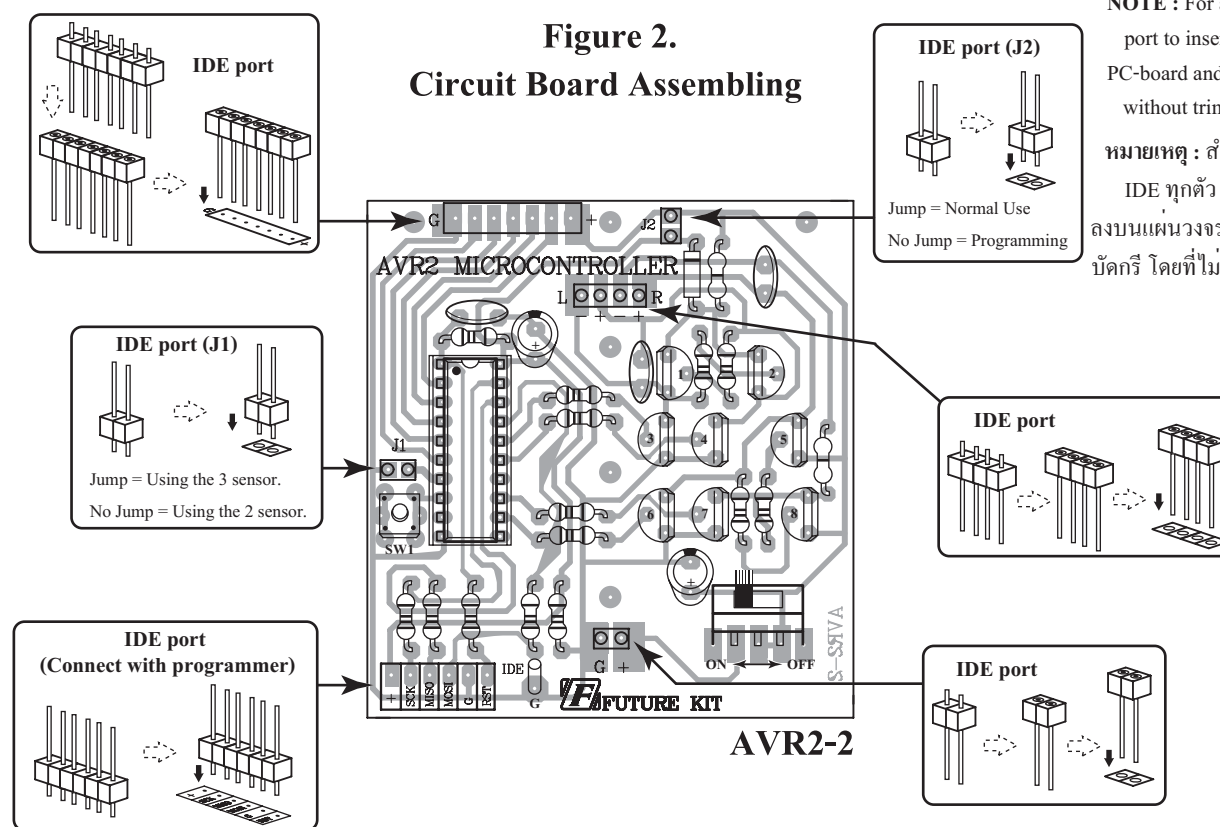 Figure 2.
Circuit Board Assembling
IDE port
IDE port (J2)
Jump = Normal Use
No Jump = Programming
NOTE : For
port to inser
PC-board and
without trin
หมายเหตุ : สำ
IDE ทุกตัว
ลงบนแผ่นวงจร
บัดกรี โดยที่ไม่
G
+
J2
AVR2 MICROCONTROLLER
L
R
- + - +
+
1
2
3
4
5
6
7
8
IDE port (J1)
Jump = Using the 3 sensor.
No Jump = Using the 2 sensor.
J1
SW1
IDE port
+
IDE port
(Connect with programmer)
+
SCK
MISO
MOSI
G
RST
IDE
G
G +
ON
OFF
AVR2-2
F FUTURE KIT
AVR2-2
IDE port